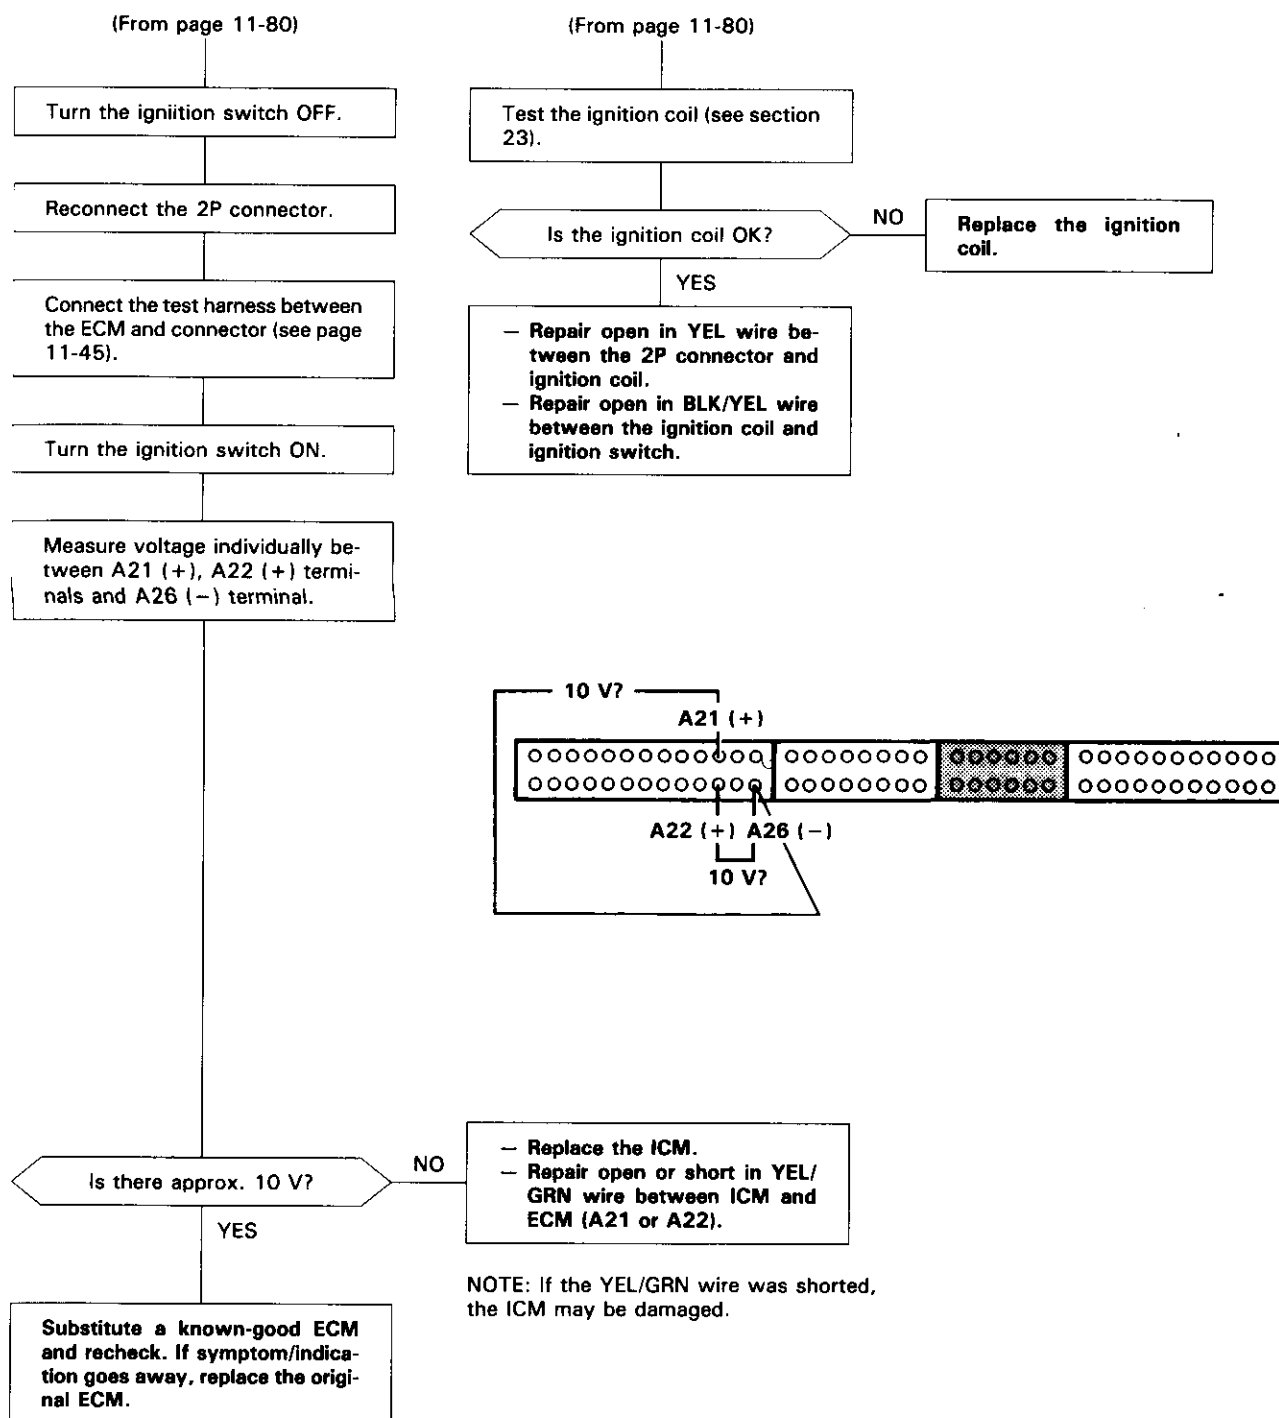 (From page 11-80)
Turn the igniition switch OFF.
Reconnect the 2P connector.
Connect the test harness between
the ECM and connector (see page
11-45).
Turn the ignition switch ON.
Measure voltage individually be-
tween A21 (+), A22 (+) termi-
nals and A26 (−) terminal.
Is there approx. 10 V?
NO
YES
— Replace the ICM.
— Repair open or short in YEL/
GRN wire between ICM and
ECM (A21 or A22).
NOTE: If the YEL/GRN wire was shorted,
the ICM may be damaged.
Substitute a known-good ECM
and recheck. If symptom/indica-
tion goes away, replace the origi-
nal ECM.
(From page 11-80)
Test the ignition coil (see section
23).
Is the ignition coil OK?
NO
Replace the ignition
coil.
YES
— Repair open in YEL wire be-
tween the 2P connector and
ignition coil.
— Repair open in BLK/YEL wire
between the ignition coil and
ignition switch.
10 V?
A21 (+)
A22 (+) A26 (−)
10 V?